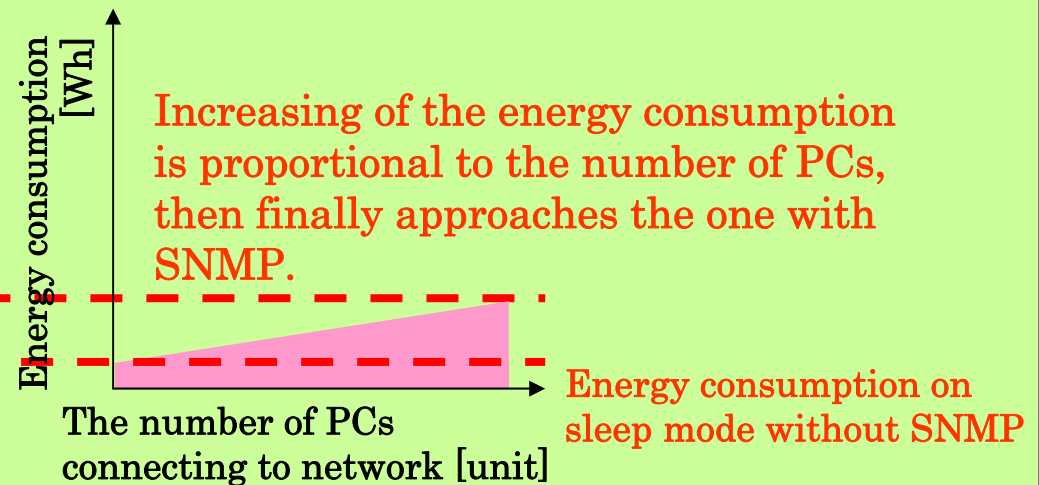 Energy consumption
[Wh]
Increasing of the energy consumption
is proportional to the number of PCs,
then finally approaches the one with
SNMP.
Energy consumption on
sleep mode without SNMP
The number of PCs
connecting to network [unit]